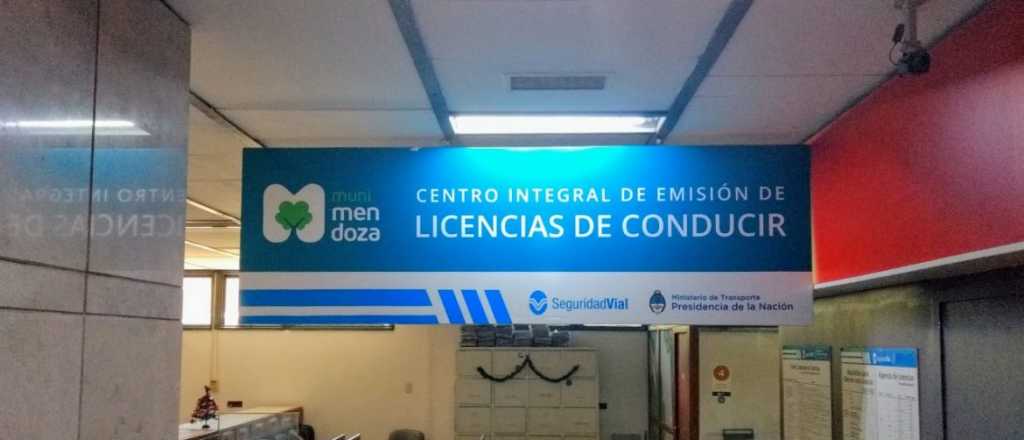 muni
men
doza
CENTRO INTEGRAL DE EMISIÓN DE
LICENCIAS DE CONDUCIR
SeguridadVial
Ministerio de Transporte
Presidencia de la Nación
4